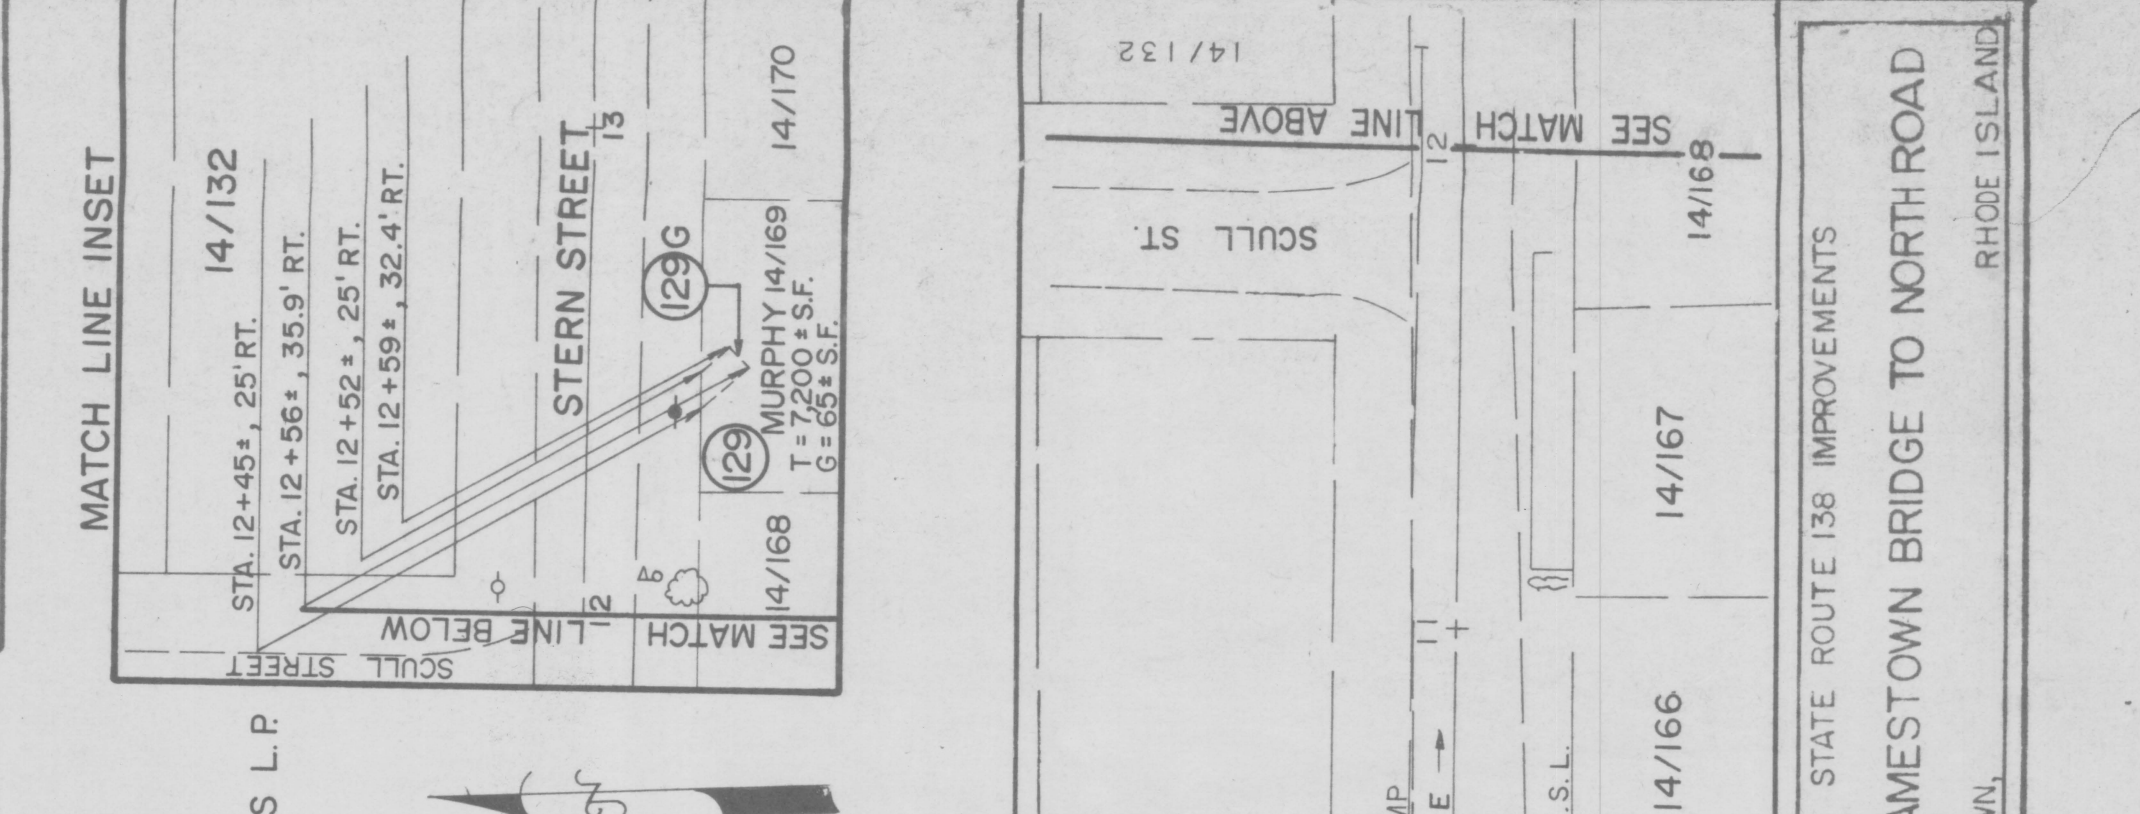 MATCH LINE INSET
14/132
STA. 12+45±, 25' RT.
STA. 12+56±, 35.9' RT.
STA. 12+52±, 25' RT.
STA. 12+59±, 32.4' RT.
STERN STREET
13
129G
129
MURPHY 14/169
T = 7,200 ± S.F.
G = 65± S.F.
14/170
14/168
12
SEE MATCH LINE BELOW
SCULL STREET
S L.P.
14/132
SEE MATCH LINE ABOVE
12
SCULL ST.
14/168
14/167
14/166
11
E
MP
.S.L.
STATE ROUTE 138 IMPROVEMENTS
AMESTOWN BRIDGE TO NORTH ROAD
WN,
RHODE ISLAND